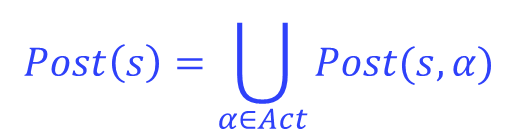 Post(s) = ⋃ Post(s, α)
α∈Act